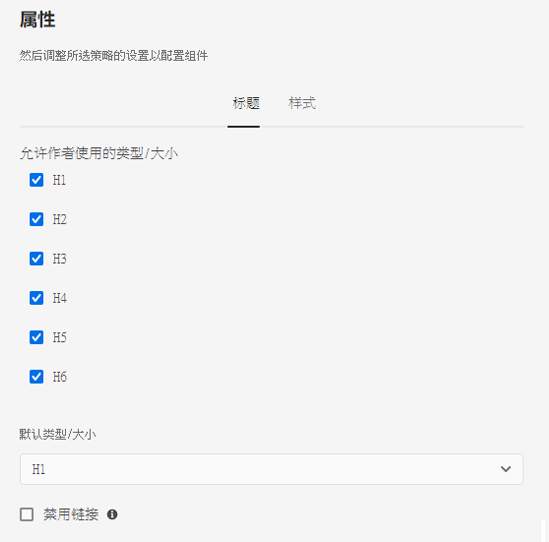 属性
然后调整所选策略的设置以配置组件
标题 样式
允许作者使用的类型/大小
H1
H2
H3
H4
H5
H6
默认类型/大小
H1
禁用链接